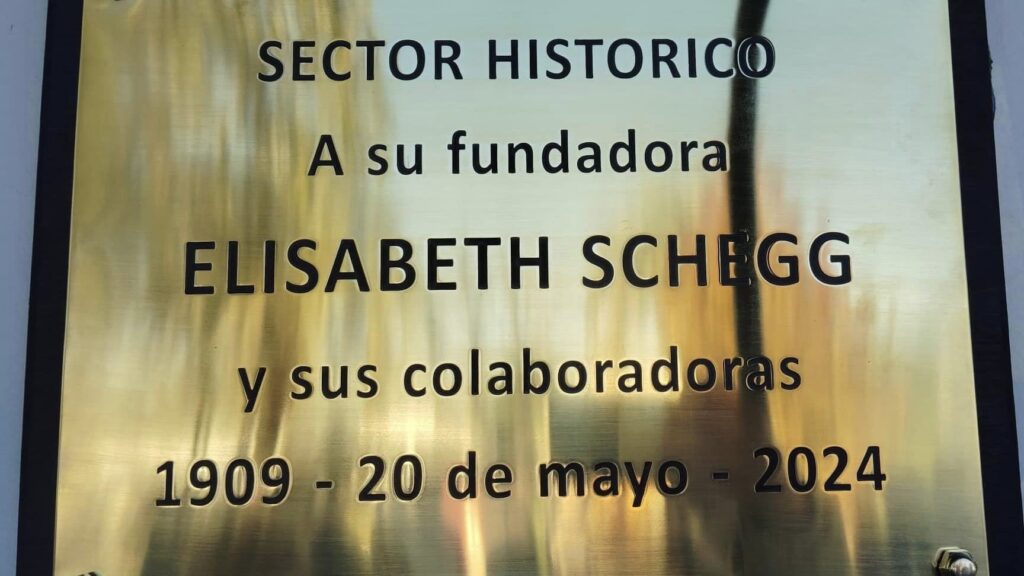 SECTOR HISTORICO
A su fundadora
ELISABETH SCHEGG
y sus colaboradoras
1909 - 20 de mayo - 2024